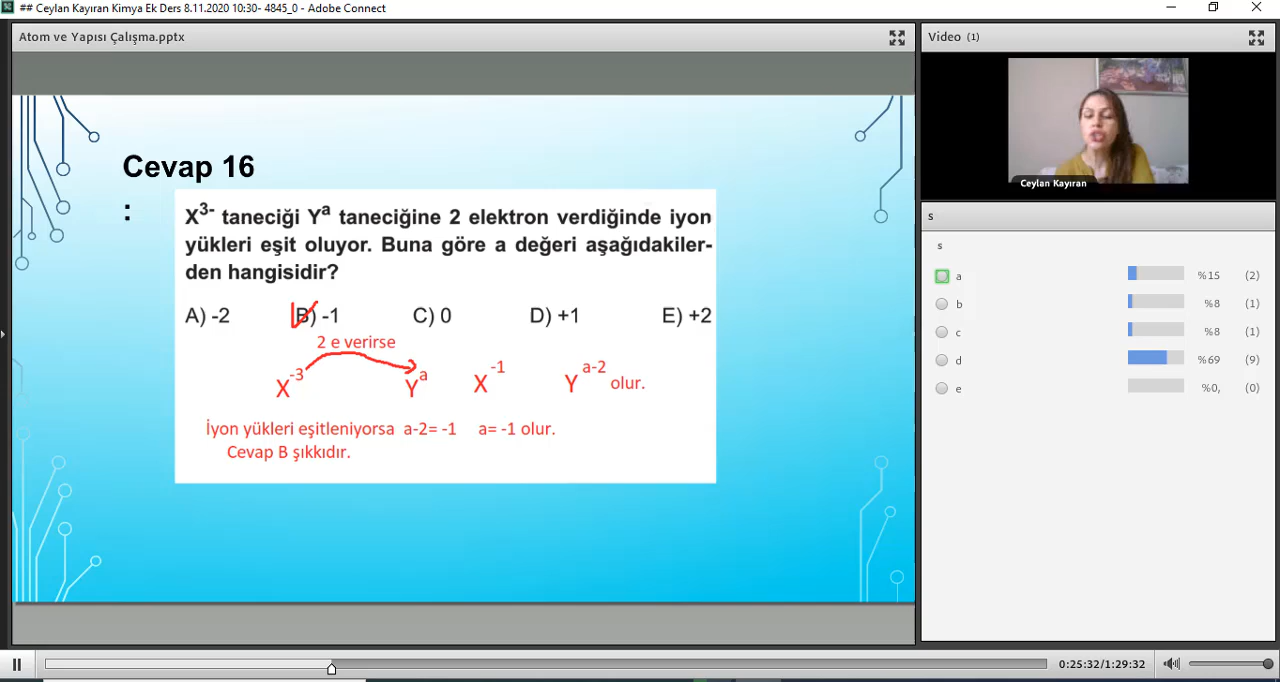 ## Ceylan Kayıran Kimya Ek Ders 8.11.2020 10:30- 4845_0 - Adobe Connect
Atom ve Yapısı Çalışma.pptx
Cevap 16
:
X3- taneciği Ya taneciğine 2 elektron verdiğinde iyon
yükleri eşit oluyor. Buna göre a değeri aşağıdakiler-
den hangisidir?
A) -2 B) -1 C) 0 D) +1 E) +2
2 e verirse
X-3 Ya X-1 Ya-2 olur.
İyon yükleri eşitleniyorsa a-2= -1 a= -1 olur.
Cevap B şıkkıdır.
Video (1)
Ceylan Kayıran
s
s
a %15 (2)
b %8 (1)
c %8 (1)
d %69 (9)
e %0, (0)
0:25:32/1:29:32